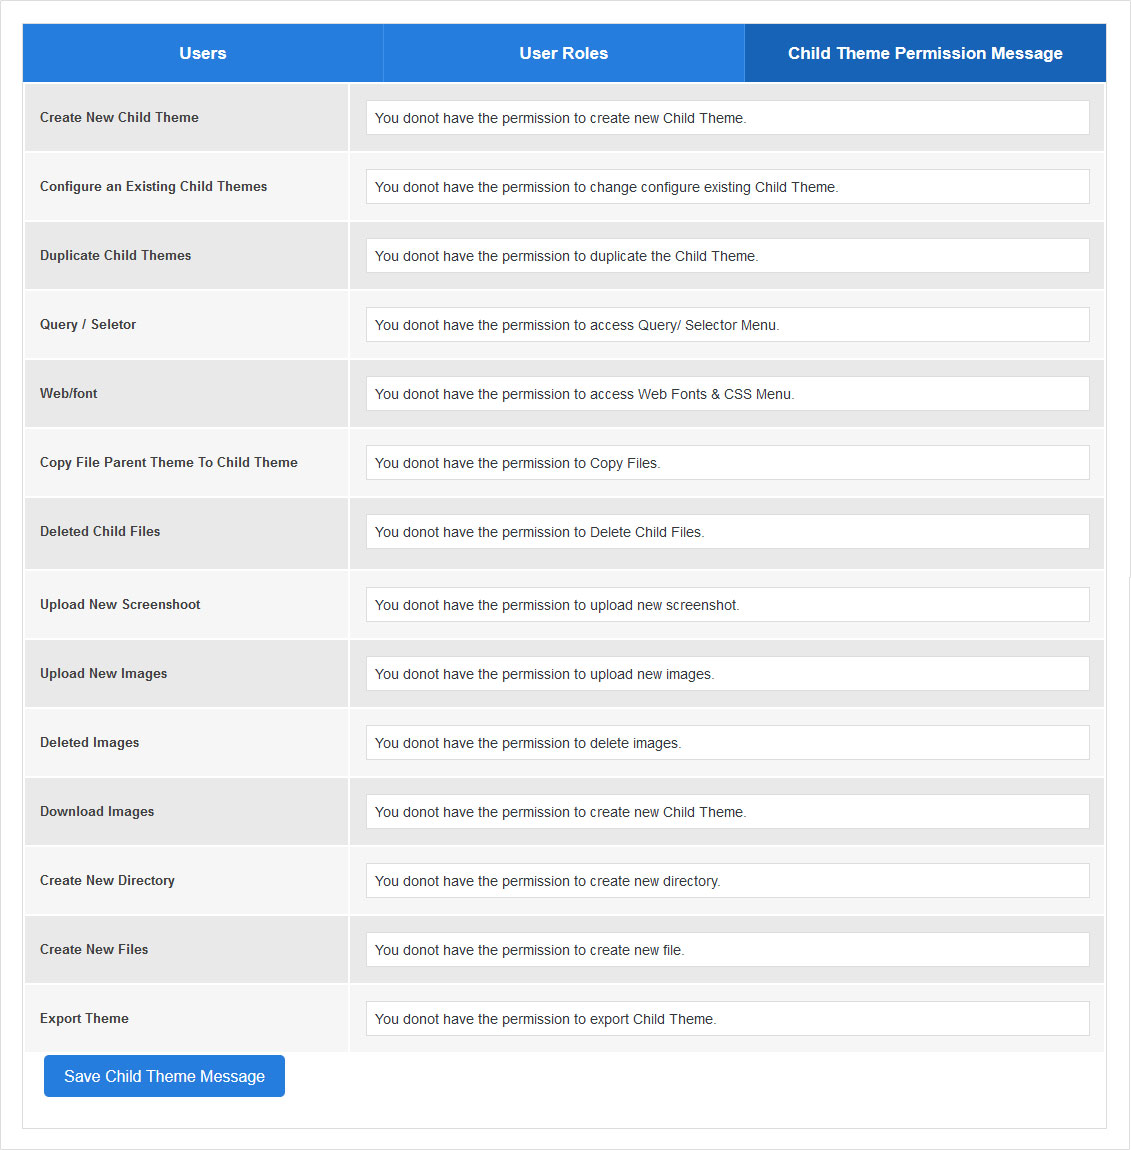 Users
User Roles
Child Theme Permission Message
Create New Child Theme
You donot have the permission to create new Child Theme.
Configure an Existing Child Themes
You donot have the permission to change configure existing Child Theme.
Duplicate Child Themes
You donot have the permission to duplicate the Child Theme.
Query / Seletor
You donot have the permission to access Query/ Selector Menu.
Web/font
You donot have the permission to access Web Fonts & CSS Menu.
Copy File Parent Theme To Child Theme
You donot have the permission to Copy Files.
Deleted Child Files
You donot have the permission to Delete Child Files.
Upload New Screenshoot
You donot have the permission to upload new screenshot.
Upload New Images
You donot have the permission to upload new images.
Deleted Images
You donot have the permission to delete images.
Download Images
You donot have the permission to create new Child Theme.
Create New Directory
You donot have the permission to create new directory.
Create New Files
You donot have the permission to create new file.
Export Theme
You donot have the permission to export Child Theme.
Save Child Theme Message